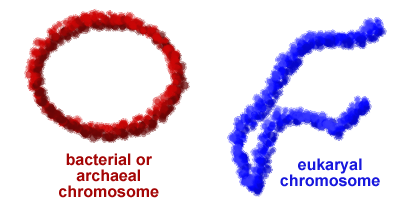 bacterial or
archaeal
chromosome
eukaryal
chromosome